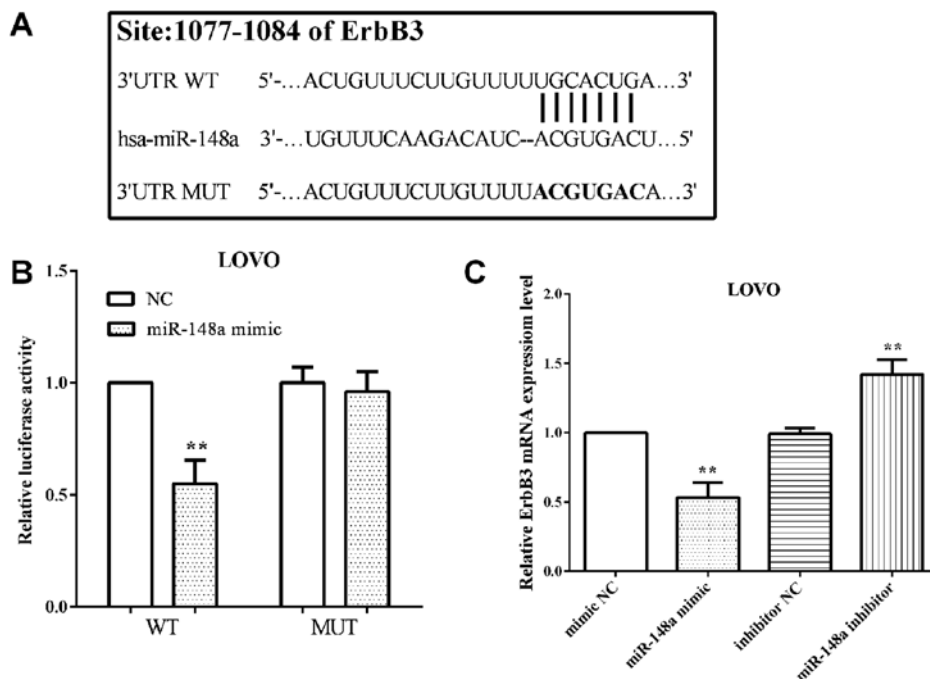 A
Site:1077-1084 of ErbB3
3'UTR WT 5'-…ACUGUUUCUUGUUUUUGCACUGA…3'
hsa-miR-148a 3'-…UGUUUCAAGACAUC--ACGUGACU…5'
3'UTR MUT 5'-…ACUGUUUCUUGUUUUACGUGACA…3'
B
LOVO
Relative luciferase activity
1.5
1.0
0.5
0.0
NC
miR-148a mimic
**
WT
MUT
C
LOVO
Relative ErbB3 mRNA expressiom level
2.0
1.5
1.0
0.5
0.0
**
**
mimic NC
miR-148a mimic
inhibitor NC
miR-148a inhibitor